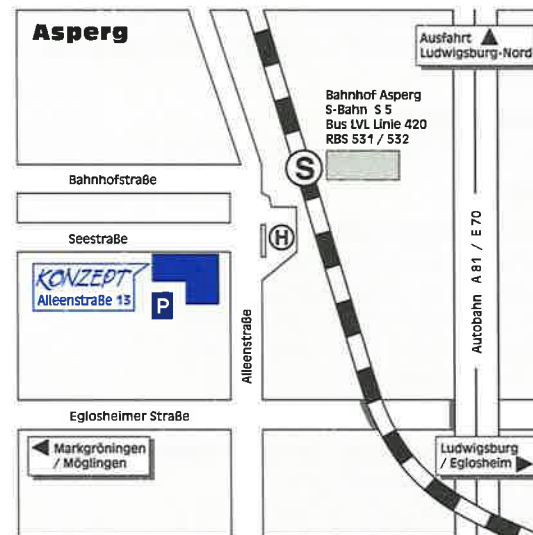 Asperg
Ausfahrt ▲
Ludwigsburg-Nord
Bahnhof Asperg
S-Bahn S 5
Bus LVL Linie 420
RBS 531 / 532
S
Bahnhofstraße
Seestraße
H
KONZEPT
Alleenstraße 13
P
Alleenstraße
Autobahn A 81 / E 70
Eglosheimer Straße
◀ Markgröningen
/ Möglingen
Ludwigsburg
/ Eglosheim ▶